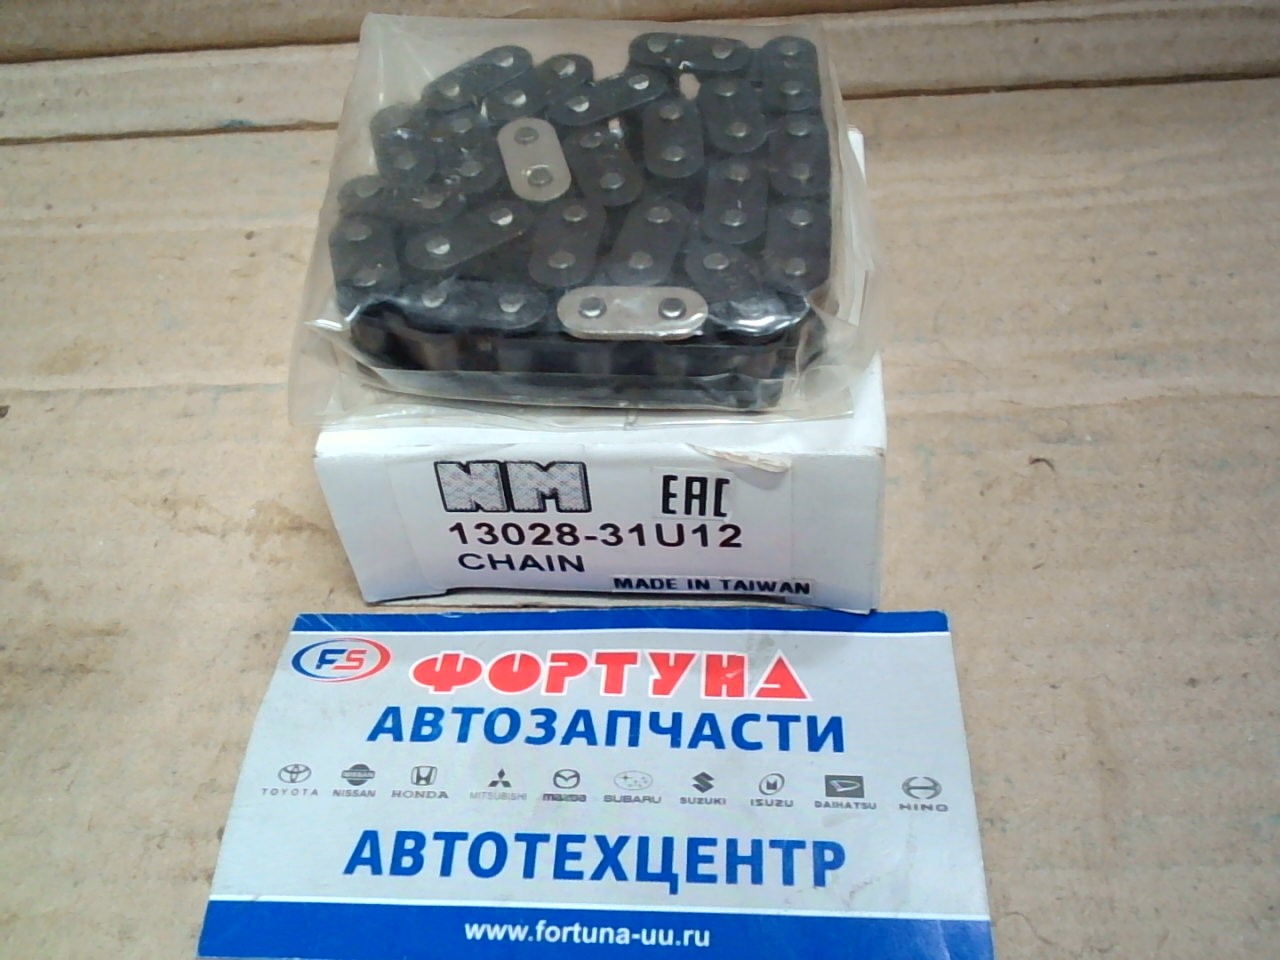 NM
EAC
13028-31U12
CHAIN
MADE IN TAIWAN
FS ФОРТУНА
АВТОЗАПЧАСТИ
TOYOTA NISSAN HONDA MITSUBISHI mazda SUBARU SUZUKI ISUZU DAIHATSU HINO
АВТОТЕХЦЕНТР
www.fortuna-uu.ru